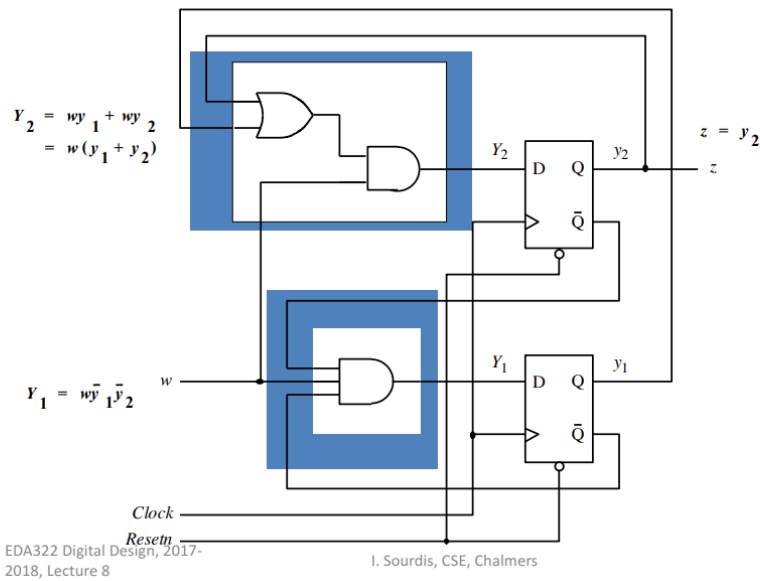 Y₂ = wy₁ + wy₂
= w(y₁ + y₂)
Y₂
D
Q
Q̄
y₂
z = y₂
z
w
Y₁ = wȳ₁ȳ₂
Y₁
D
Q
Q̄
y₁
Clock
Resetn
EDA322 Digital Design, 2017-
2018, Lecture 8
I. Sourdis, CSE, Chalmers